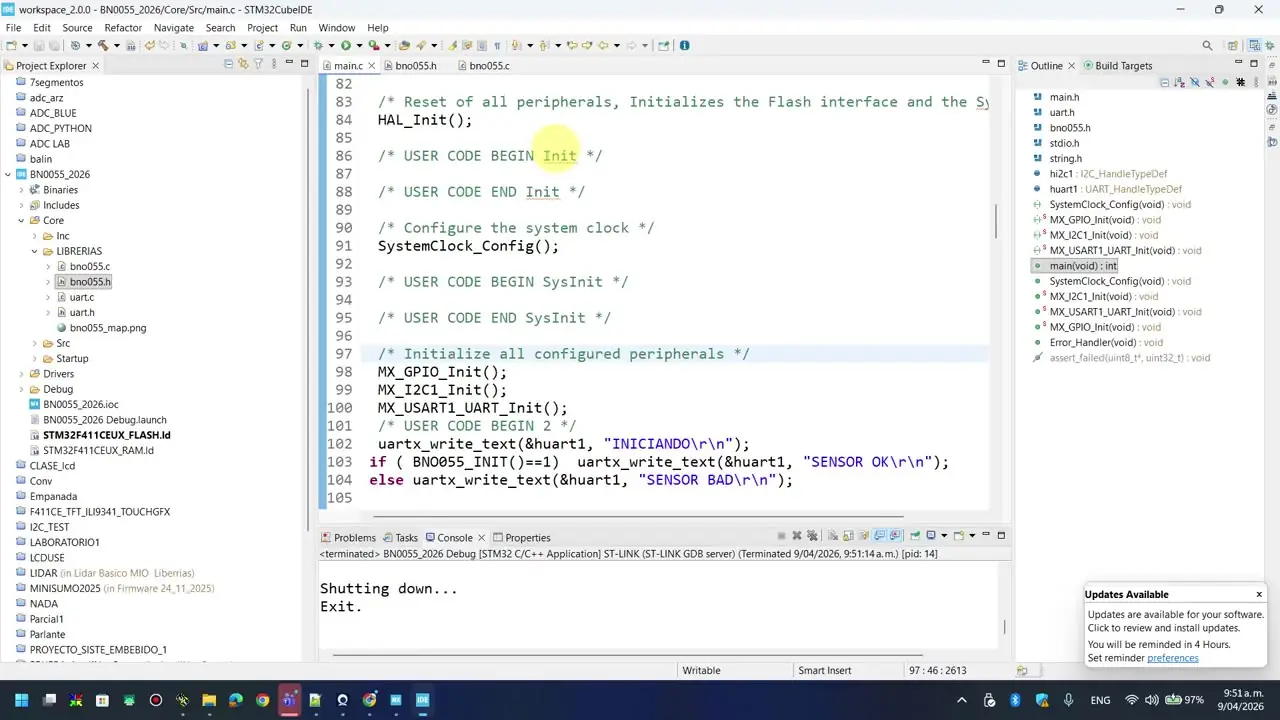 workspace_2.0.0 - BN0055_2026/Core/Src/main.c - STM32CubeIDE
File Edit Source Refactor Navigate Search Project Run Window Help
Project Explorer
7segmentos
adc_arz
ADC_BLUE
ADC_PYTHON
ADC LAB
balin
BN0055_2026
Binaries
Includes
Core
Inc
LIBRERIAS
bno055.c
bno055.h
uart.c
uart.h
bno055_map.png
Src
Startup
Drivers
Debug
BN0055_2026.ioc
BN0055_2026 Debug.launch
STM32F411CEUX_FLASH.ld
STM32F411CEUX_RAM.ld
CLASE_lcd
Conv
Empanada
F411CE_TFT_ILI9341_TOUCHGFX
I2C_TEST
LABORATORIO1
LCDUSE
LIDAR (in Lidar Basico MIO Liberrias)
MINISUMO2025 (in Firmware 24_11_2025)
NADA
Parcial1
Parlante
PROYECTO_SISTE_EMBEBIDO_1
main.c bno055.h bno055.c
82
83 /* Reset of all peripherals, Initializes the Flash interface and the Sy
84 HAL_Init();
85
86 /* USER CODE BEGIN Init */
87
88 /* USER CODE END Init */
89
90 /* Configure the system clock */
91 SystemClock_Config();
92
93 /* USER CODE BEGIN SysInit */
94
95 /* USER CODE END SysInit */
96
97 /* Initialize all configured peripherals */
98 MX_GPIO_Init();
99 MX_I2C1_Init();
100 MX_USART1_UART_Init();
101 /* USER CODE BEGIN 2 */
102 uartx_write_text(&huart1, "INICIANDO\r\n");
103 if ( BNO055_INIT()==1) uartx_write_text(&huart1, "SENSOR OK\r\n");
104 else uartx_write_text(&huart1, "SENSOR BAD\r\n");
105
Problems Tasks Console Properties
<terminated> BN0055_2026 Debug [STM32 C/C++ Application] ST-LINK (ST-LINK GDB server) (Terminated 9/04/2026, 9:51:14 a.m.) [pid: 14]
Shutting down...
Exit.
Outline Build Targets
main.h
uart.h
bno055.h
stdio.h
string.h
hi2c1 : I2C_HandleTypeDef
huart1 : UART_HandleTypeDef
SystemClock_Config(void) : void
MX_GPIO_Init(void) : void
MX_I2C1_Init(void) : void
MX_USART1_UART_Init(void) : void
main(void) : int
SystemClock_Config(void) : void
MX_I2C1_Init(void) : void
MX_USART1_UART_Init(void) : void
MX_GPIO_Init(void) : void
Error_Handler(void) : void
assert_failed(uint8_t*, uint32_t) : void
Updates Available
Updates are available for your software.
Click to review and install updates.
You will be reminded in 4 Hours.
Set reminder preferences
Writable Smart Insert 97 : 46 : 2613
ENG 97% 9:51 a. m.
9/04/2026